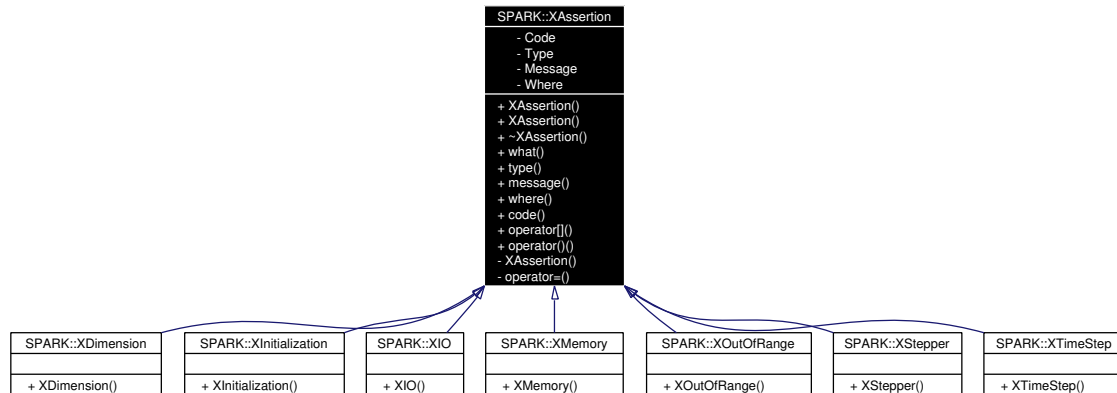 SPARK::XAssertion
- Code
- Type
- Message
- Where
+ XAssertion()
+ XAssertion()
+ ~XAssertion()
+ what()
+ type()
+ message()
+ where()
+ code()
+ operator[]()
+ operator()()
- XAssertion()
- operator=()
SPARK::XDimension
+ XDimension()
SPARK::XInitialization
+ XInitialization()
SPARK::XIO
+ XIO()
SPARK::XMemory
+ XMemory()
SPARK::XOutOfRange
+ XOutOfRange()
SPARK::XStepper
+ XStepper()
SPARK::XTimeStep
+ XTimeStep()